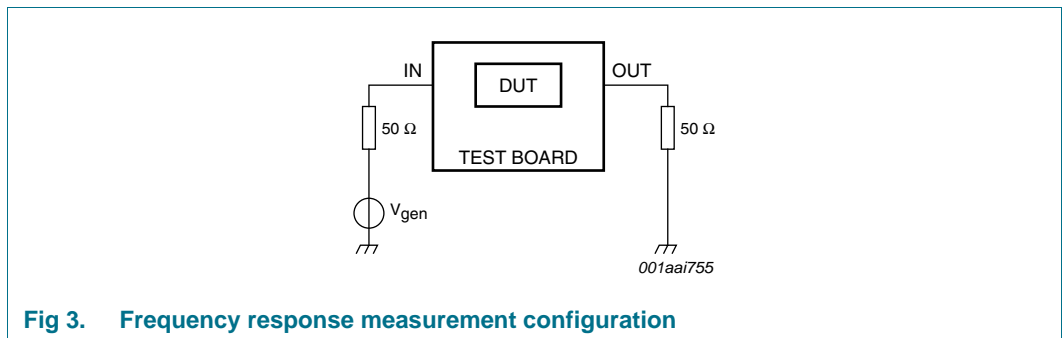 IN
OUT
DUT
50 Ω
50 Ω
TEST BOARD
Vgen
001aai755
Fig 3. Frequency response measurement configuration